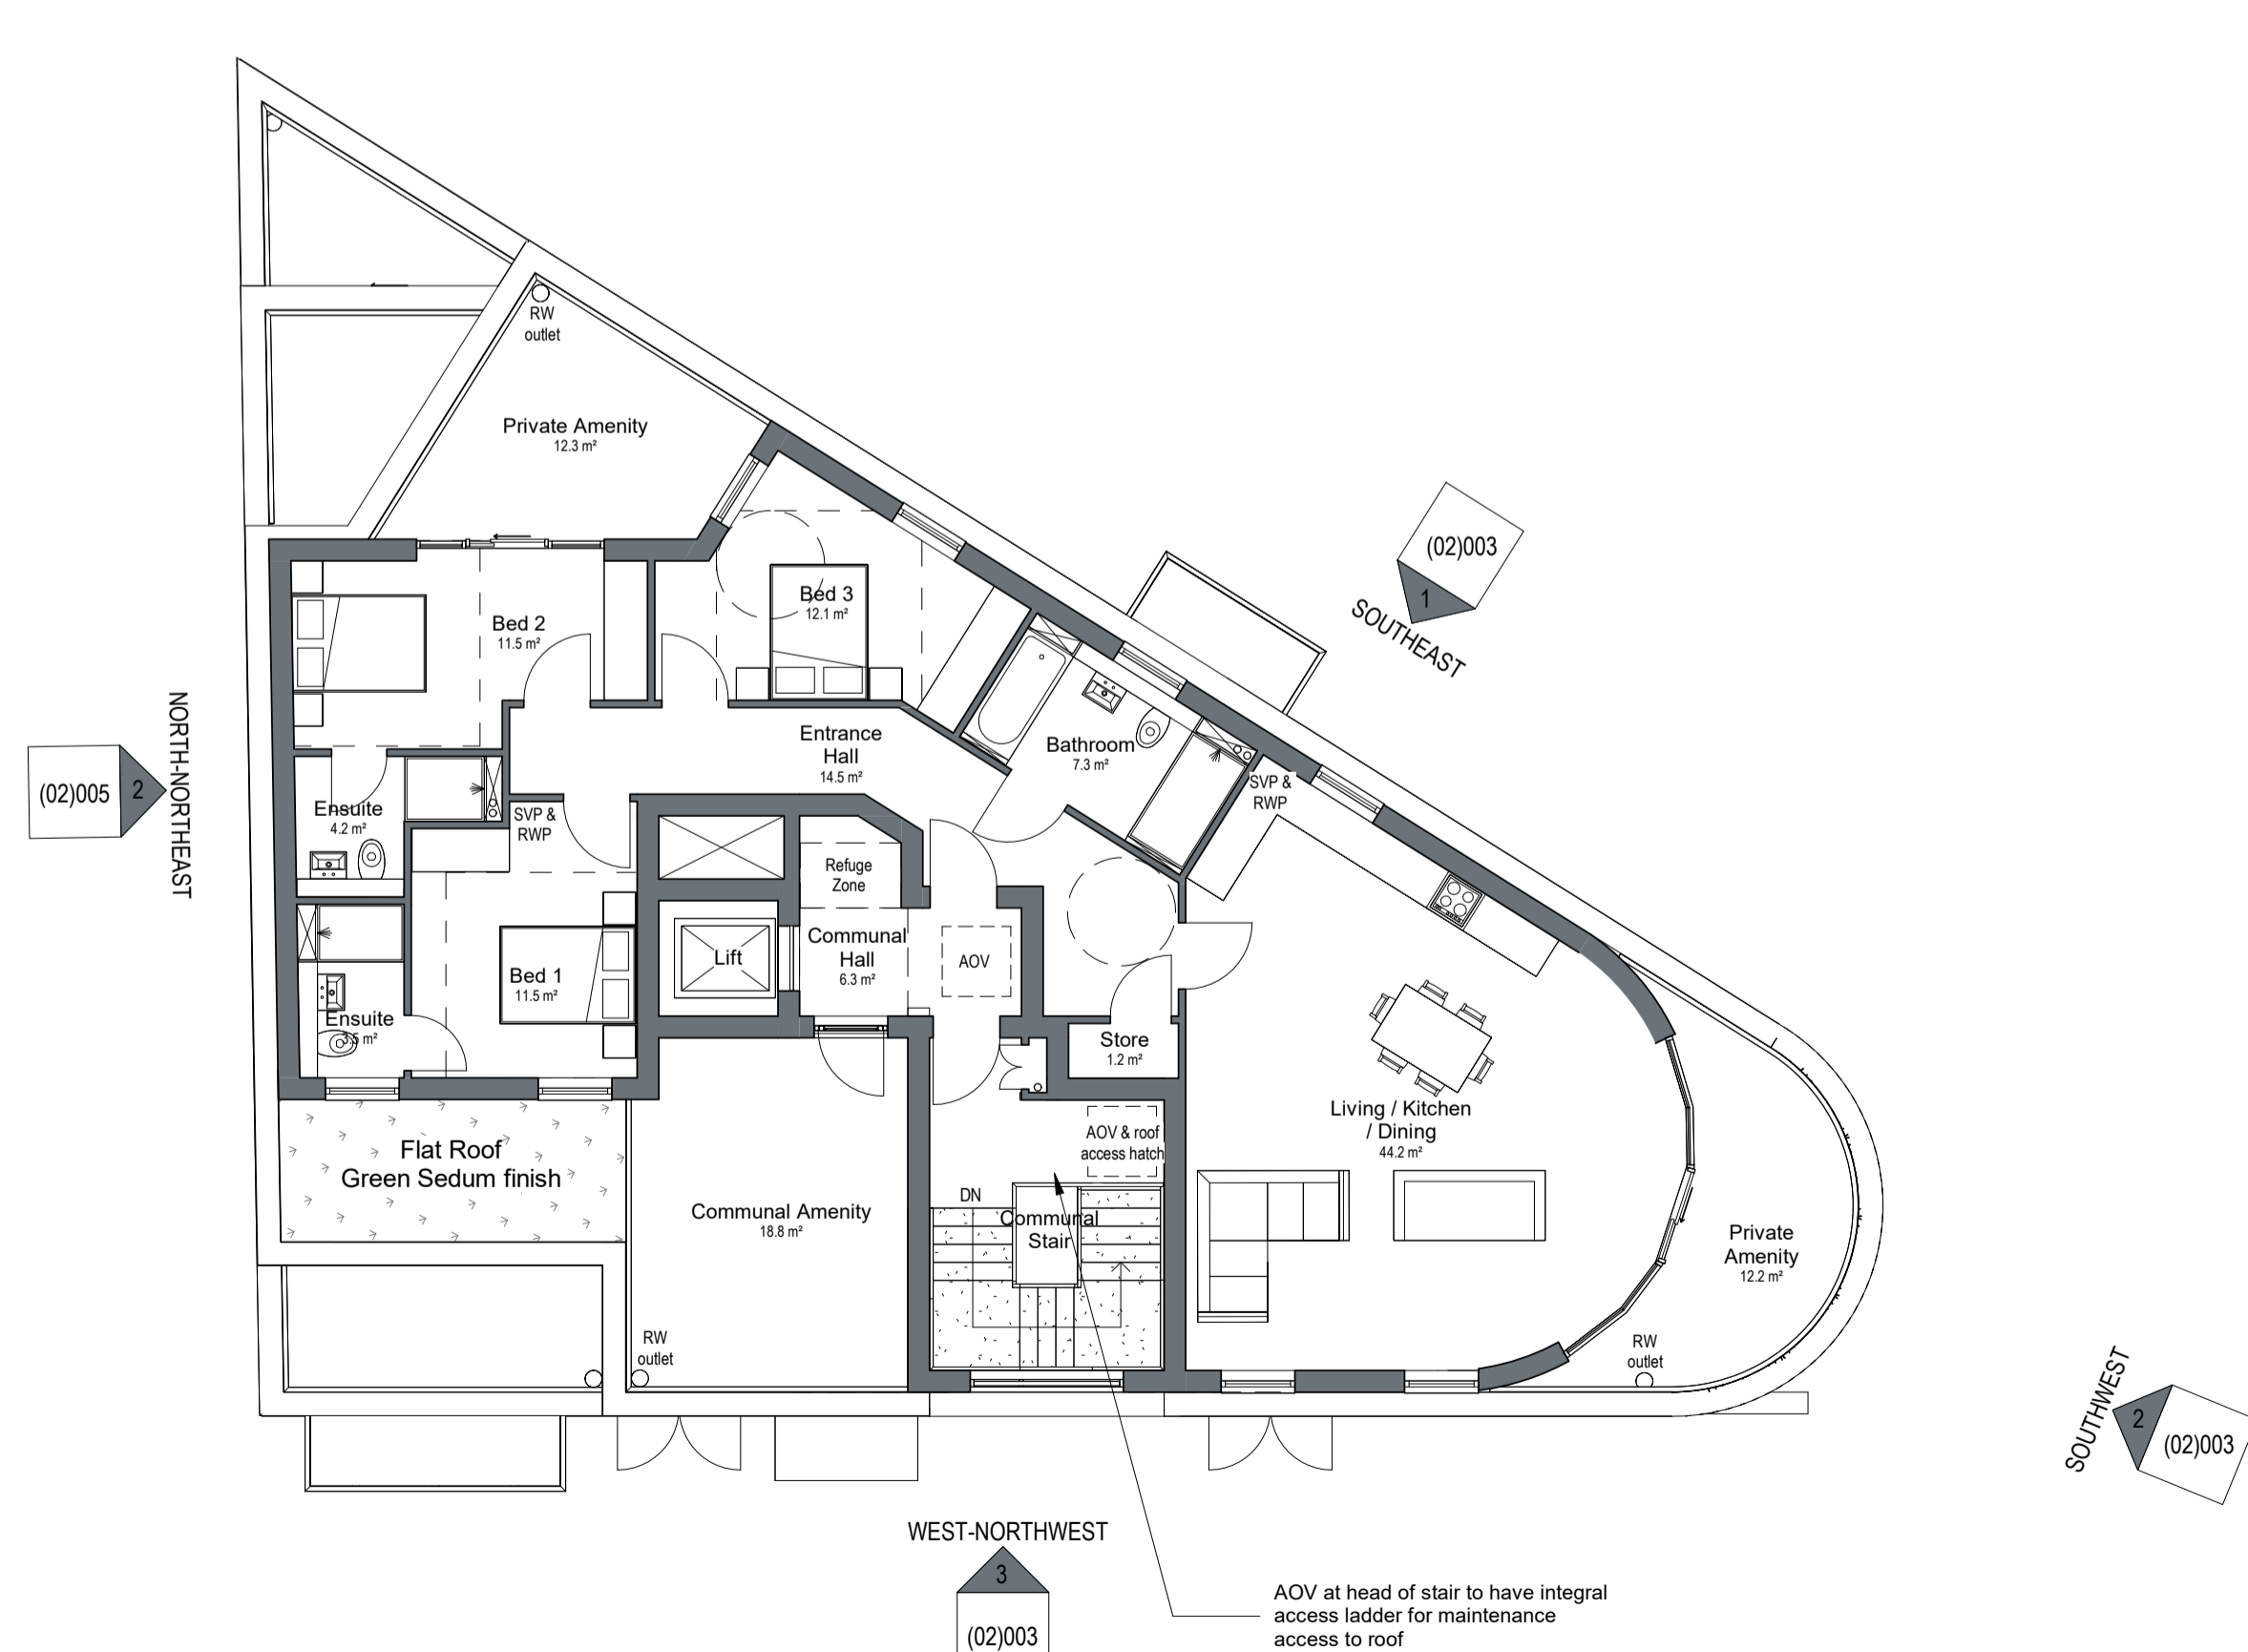 RW
outlet
Private Amenity
12.3 m²
(02)003
1
SOUTHEAST
Bed 2
11.5 m²
Bed 3
12.1 m²
Entrance
Hall
14.5 m²
Bathroom
7.3 m²
SVP &
RWP
NORTH-NORTHEAST
(02)005
2
Ensuite
4.2 m²
SVP &
RWP
Refuge
Zone
Lift
Communal
Hall
6.3 m²
AOV
Bed 1
11.5 m²
Ensuite
3.5 m²
Store
1.2 m²
Living / Kitchen
/ Dining
44.2 m²
AOV & roof
access hatch
Flat Roof
Green Sedum finish
Communal Amenity
18.8 m²
DN
Communal
Stair
Private
Amenity
12.2 m²
RW
outlet
RW
outlet
SOUTHWEST
2
(02)003
WEST-NORTHWEST
3
(02)003
AOV at head of stair to have integral
access ladder for maintenance
access to roof